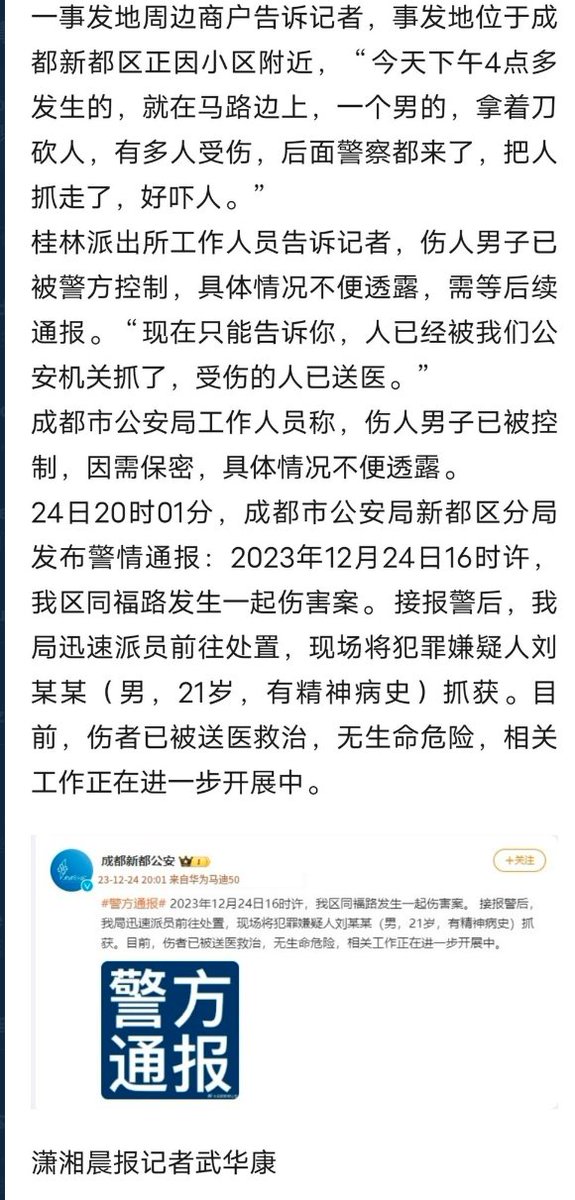 一事发地周边商户告诉记者，事发地位于成
都新都区正因小区附近，“今天下午4点多
发生的，就在马路边上，一个男的，拿着刀
砍人，有多人受伤，后面警察都来了，把人
抓走了，好吓人。”
桂林派出所工作人员告诉记者，伤人男子已
被警方控制，具体情况不便透露，需等后续
通报。“现在只能告诉你，人已经被我们公
安机关抓了，受伤的人已送医。”
成都市公安局工作人员称，伤人男子已被控
制，因需保密，具体情况不便透露。
24日20时01分，成都市公安局新都区分局
发布警情通报：2023年12月24日16时许，
我区同福路发生一起伤害案。接报警后，我
局迅速派员前往处置，现场将犯罪嫌疑人刘
某某（男，21岁，有精神病史）抓获。目
前，伤者已被送医救治，无生命危险，相关
工作正在进一步开展中。
成都新都公安
+关注
23-12-24 20:01 来自华为马迪50
#警方通报# 2023年12月24日16时许，我区同福路发生一起伤害案。 接报警后，
我局迅速派员前往处置，现场将犯罪嫌疑人刘某某（男，21岁，有精神病史）抓
获。目前，伤者已被送医救治，无生命危险，相关工作正在进一步开展中。
警方
通报
潇湘晨报记者武华康